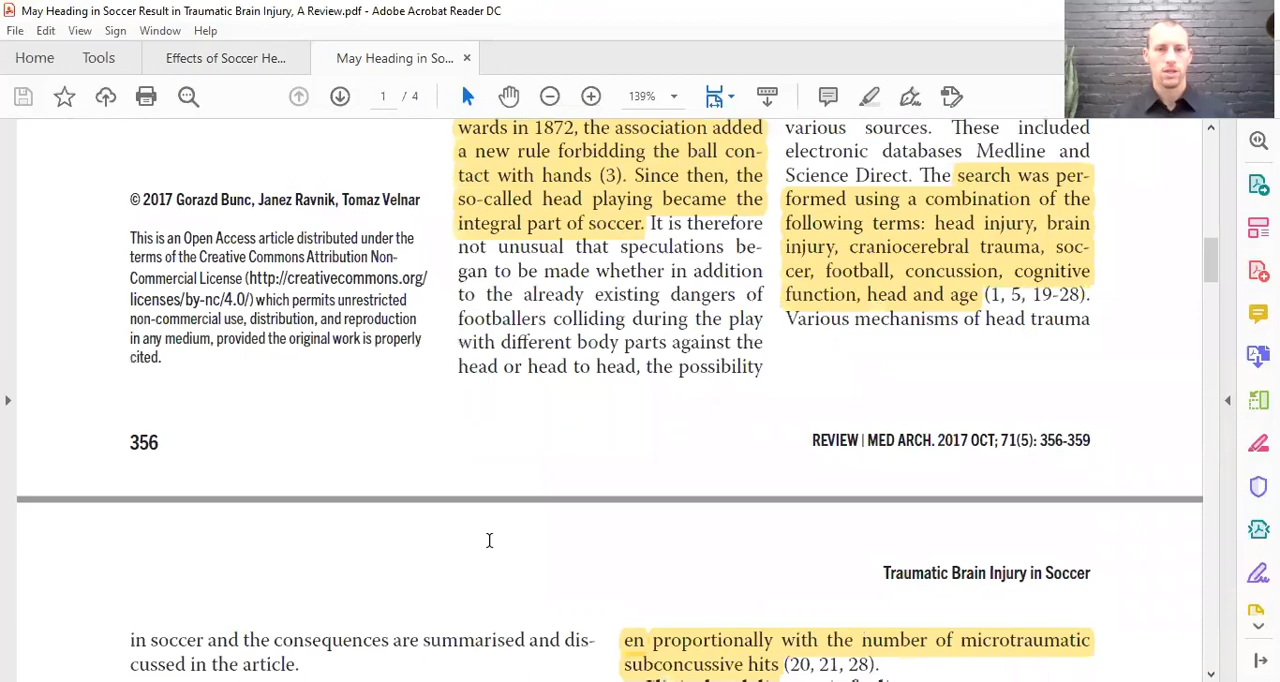 May Heading in Soccer Result in Traumatic Brain Injury, A Review.pdf - Adobe Acrobat Reader DC
File Edit View Sign Window Help
Home Tools Effects of Soccer He... May Heading in So... ×
1 / 4 139%
wards in 1872, the association added
a new rule forbidding the ball con-
tact with hands (3). Since then, the
so-called head playing became the
integral part of soccer. It is therefore
not unusual that speculations be-
gan to be made whether in addition
to the already existing dangers of
footballers colliding during the play
with different body parts against the
head or head to head, the possibility
various sources. These included
electronic databases Medline and
Science Direct. The search was per-
formed using a combination of the
following terms: head injury, brain
injury, craniocerebral trauma, soc-
cer, football, concussion, cognitive
function, head and age (1, 5, 19-28).
Various mechanisms of head trauma
© 2017 Gorazd Bunc, Janez Ravnik, Tomaz Velnar
This is an Open Access article distributed under the
terms of the Creative Commons Attribution Non-
Commercial License (http://creativecommons.org/
licenses/by-nc/4.0/) which permits unrestricted
non-commercial use, distribution, and reproduction
in any medium, provided the original work is properly
cited.
356
REVIEW | MED ARCH. 2017 OCT; 71(5): 356-359
Traumatic Brain Injury in Soccer
in soccer and the consequences are summarised and dis-
cussed in the article.
en proportionally with the number of microtraumatic
subconcussive hits (20, 21, 28).